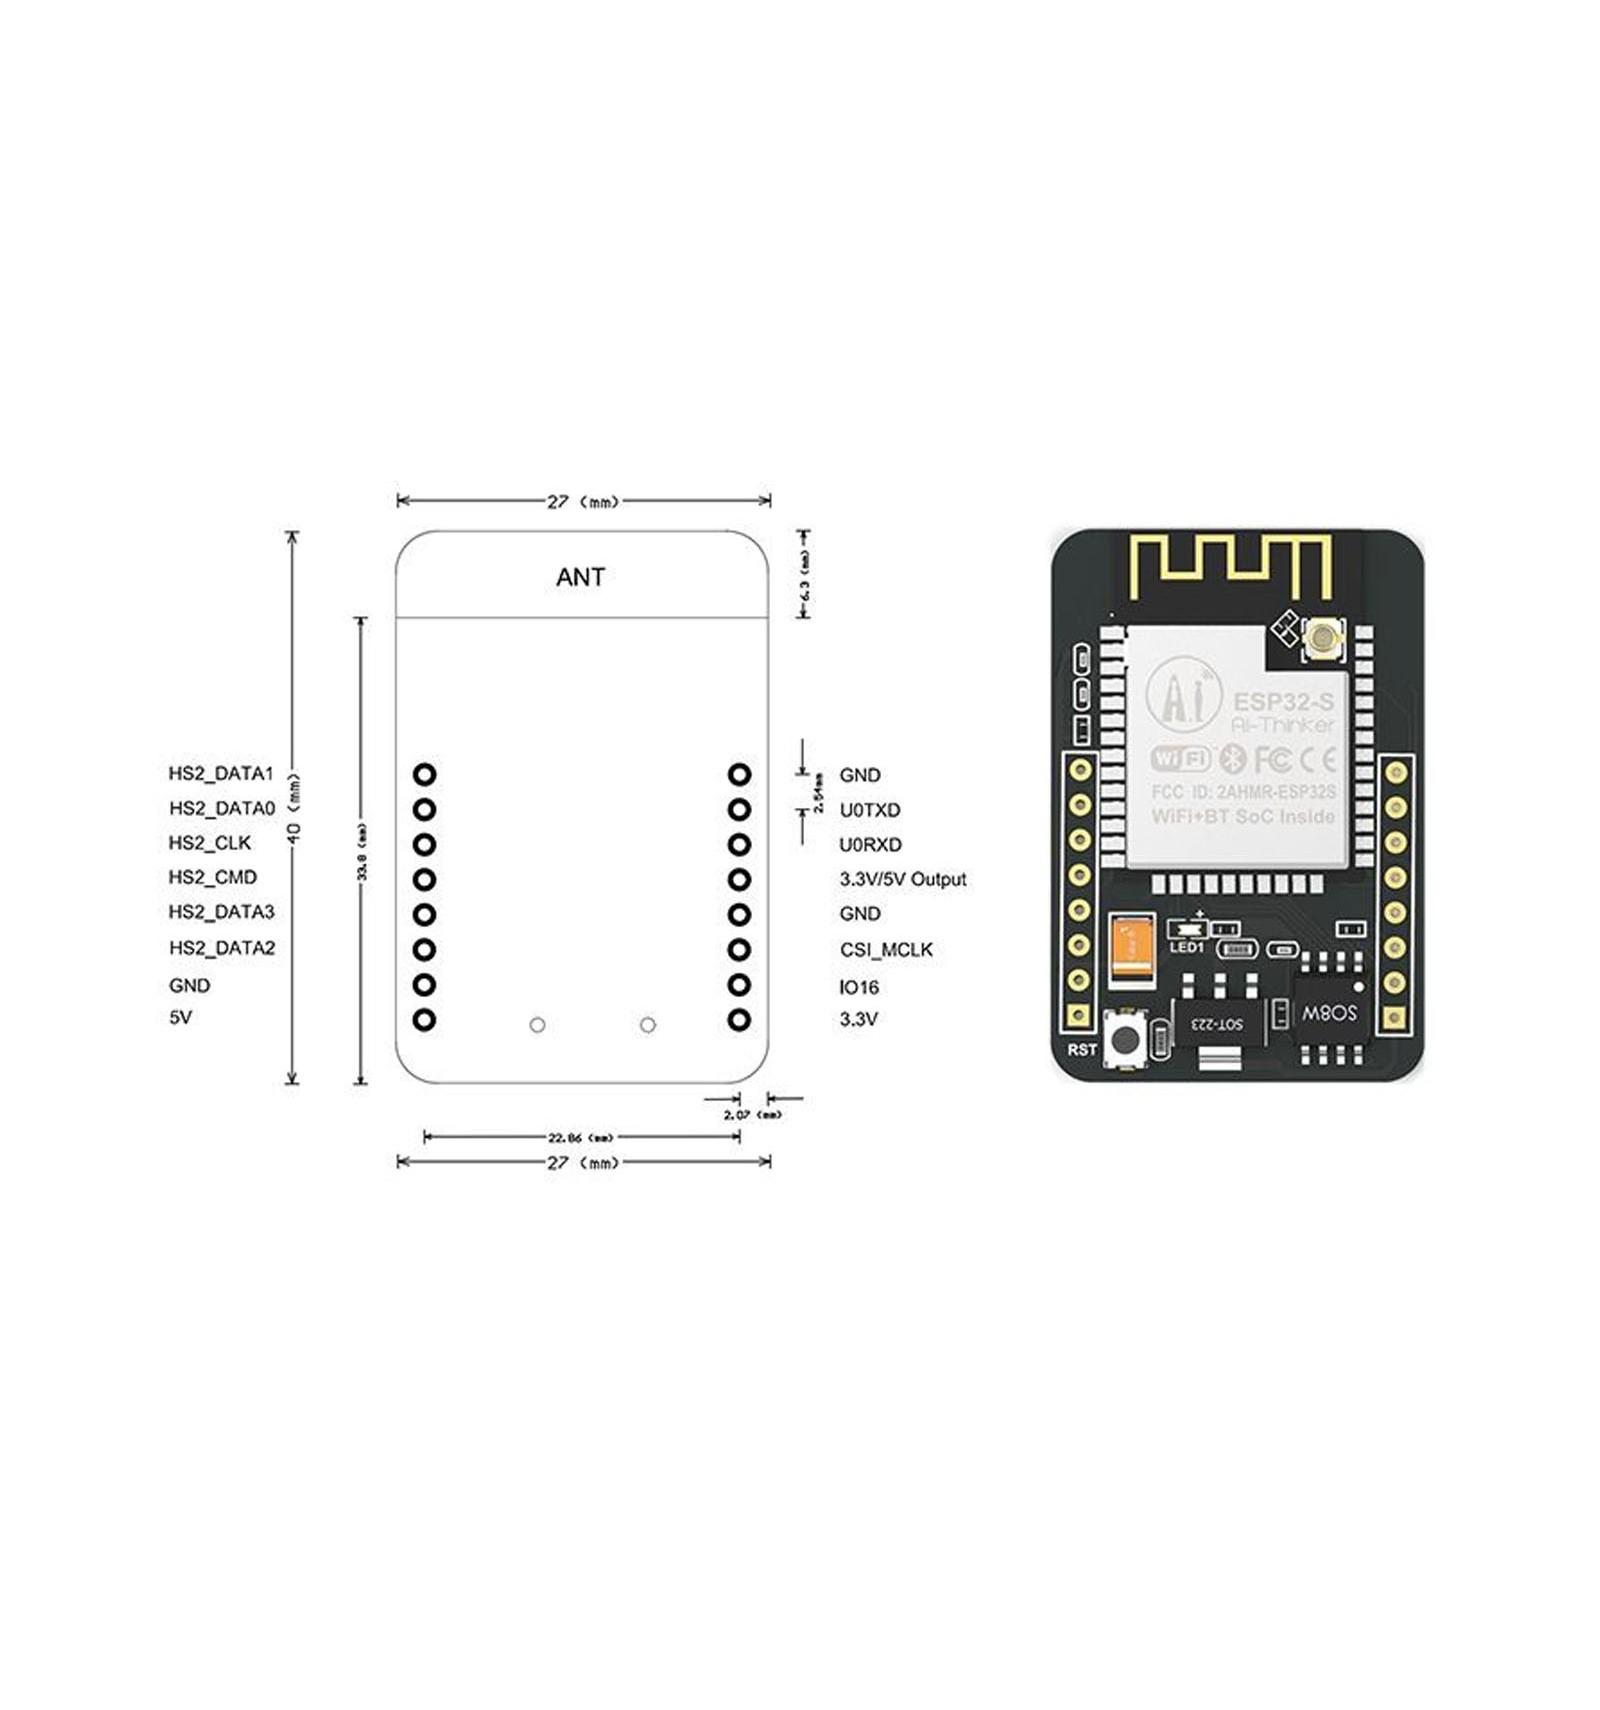 27 (mm)
ANT
6.3 (mm)
40 (mm)
33.8 (mm)
2.54mm
HS2_DATA1
HS2_DATA0
HS2_CLK
HS2_CMD
HS2_DATA3
HS2_DATA2
GND
5V
GND
U0TXD
U0RXD
3.3V/5V Output
GND
CSI_MCLK
IO16
3.3V
2.07 (mm)
22.86 (mm)
27 (mm)
A.i
ESP32-S
AI-Thinker
WiFi FC CE
FCC ID: 2AHMR-ESP32S
WiFi+BT SoC Inside
+
LED1
SOT-223
SO8W
RST